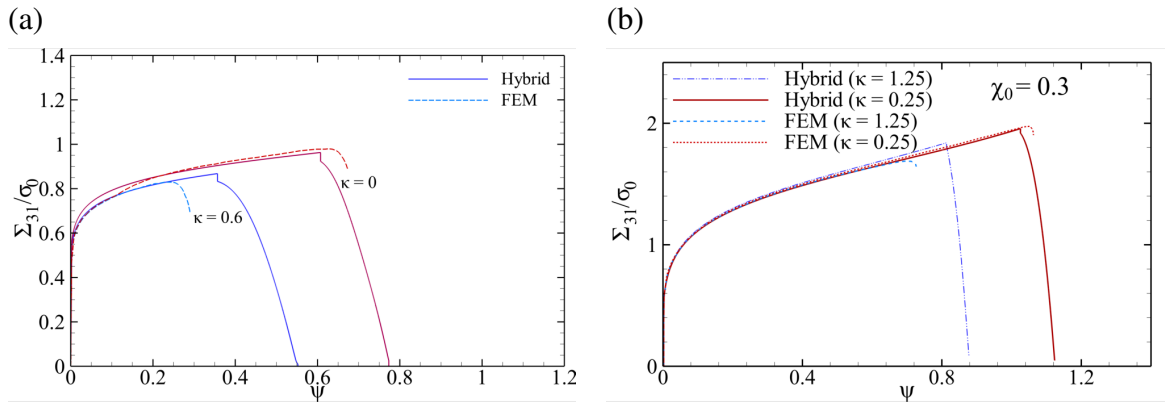 (a)
1.4
1.2
1
0.8
0.6
0.4
0.2
0
Σ31/σ0
Hybrid
FEM
κ = 0
κ = 0.6
0 0.2 0.4 0.6 0.8 1 1.2
ψ
(b)
2
1
0
Σ31/σ0
Hybrid (κ = 1.25)
Hybrid (κ = 0.25)
FEM (κ = 1.25)
FEM (κ = 0.25)
χ0 = 0.3
0 0.4 0.8 1.2
ψ